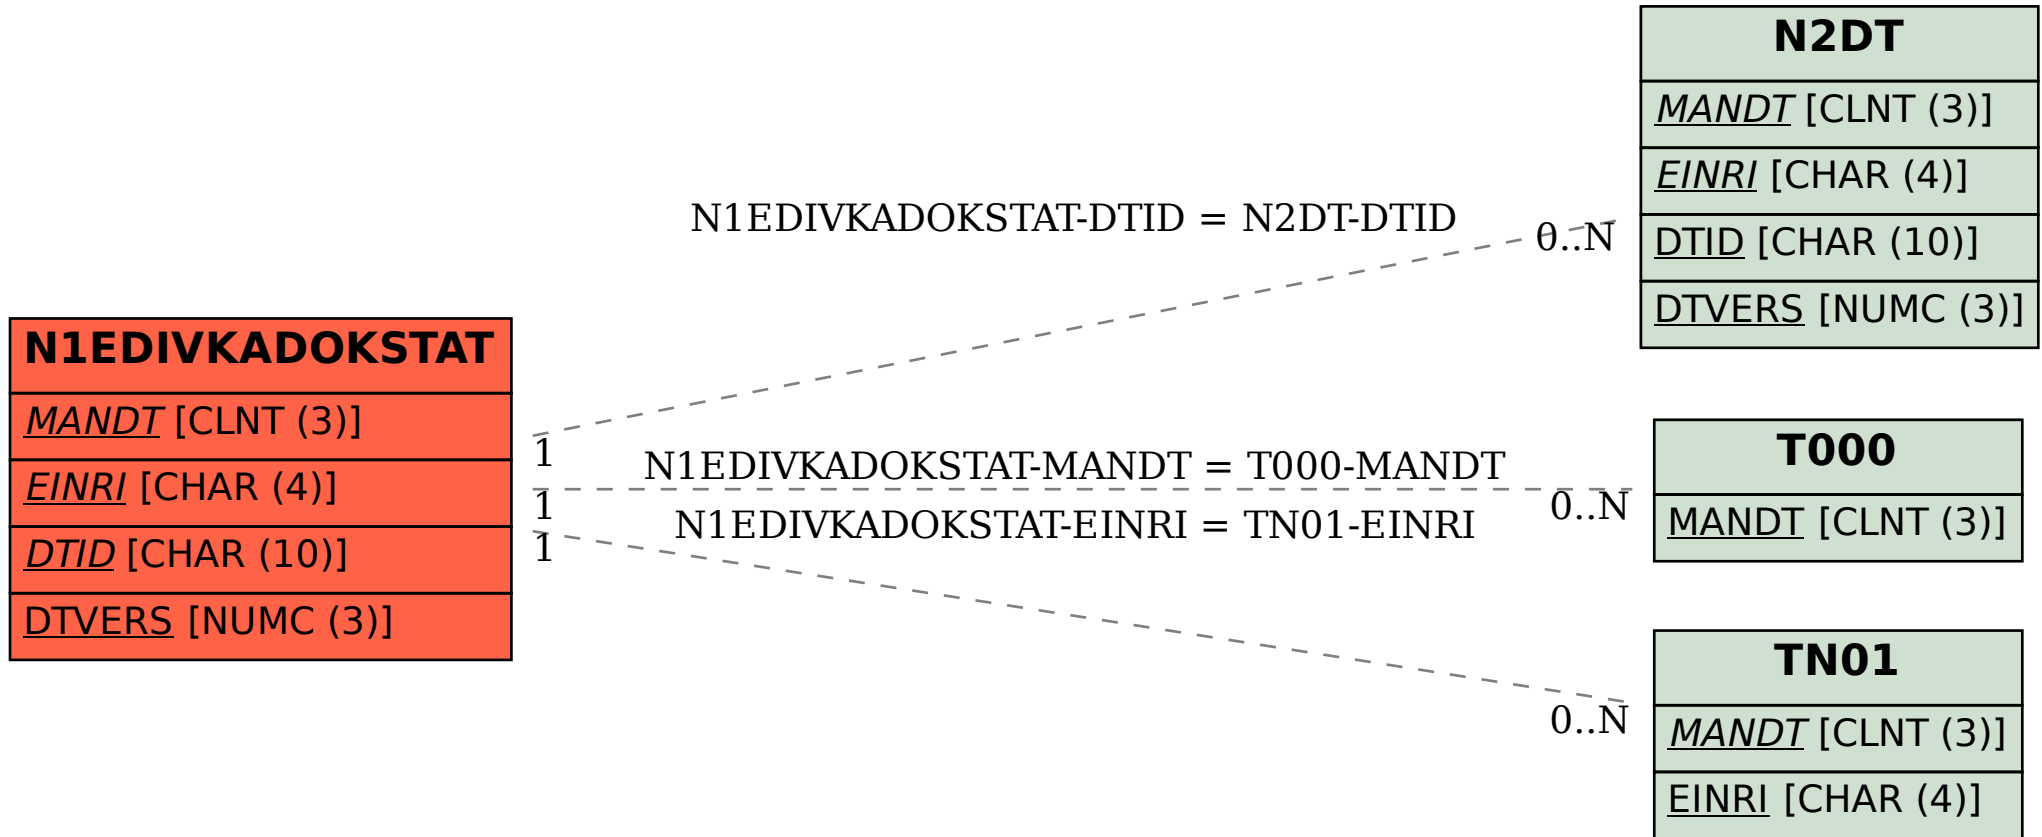 N2DT
MANDT [CLNT (3)]
EINRI [CHAR (4)]
DTID [CHAR (10)]
DTVERS [NUMC (3)]
N1EDIVKADOKSTAT-DTID = N2DT-DTID
0..N
N1EDIVKADOKSTAT
MANDT [CLNT (3)]
EINRI [CHAR (4)]
DTID [CHAR (10)]
DTVERS [NUMC (3)]
1
N1EDIVKADOKSTAT-MANDT = T000-MANDT
1
0..N
N1EDIVKADOKSTAT-EINRI = TN01-EINRI
1
T000
MANDT [CLNT (3)]
0..N
TN01
MANDT [CLNT (3)]
EINRI [CHAR (4)]